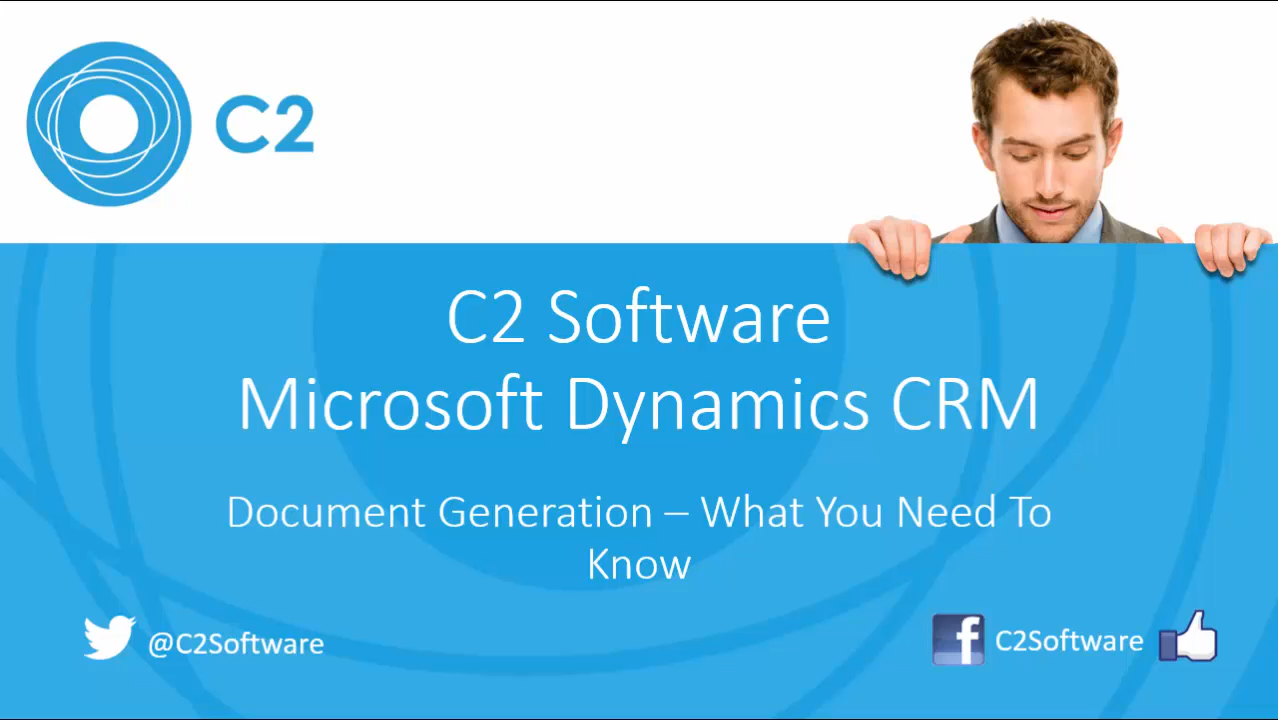 C2
C2 Software
Microsoft Dynamics CRM
Document Generation – What You Need To
Know
@C2Software
f C2Software